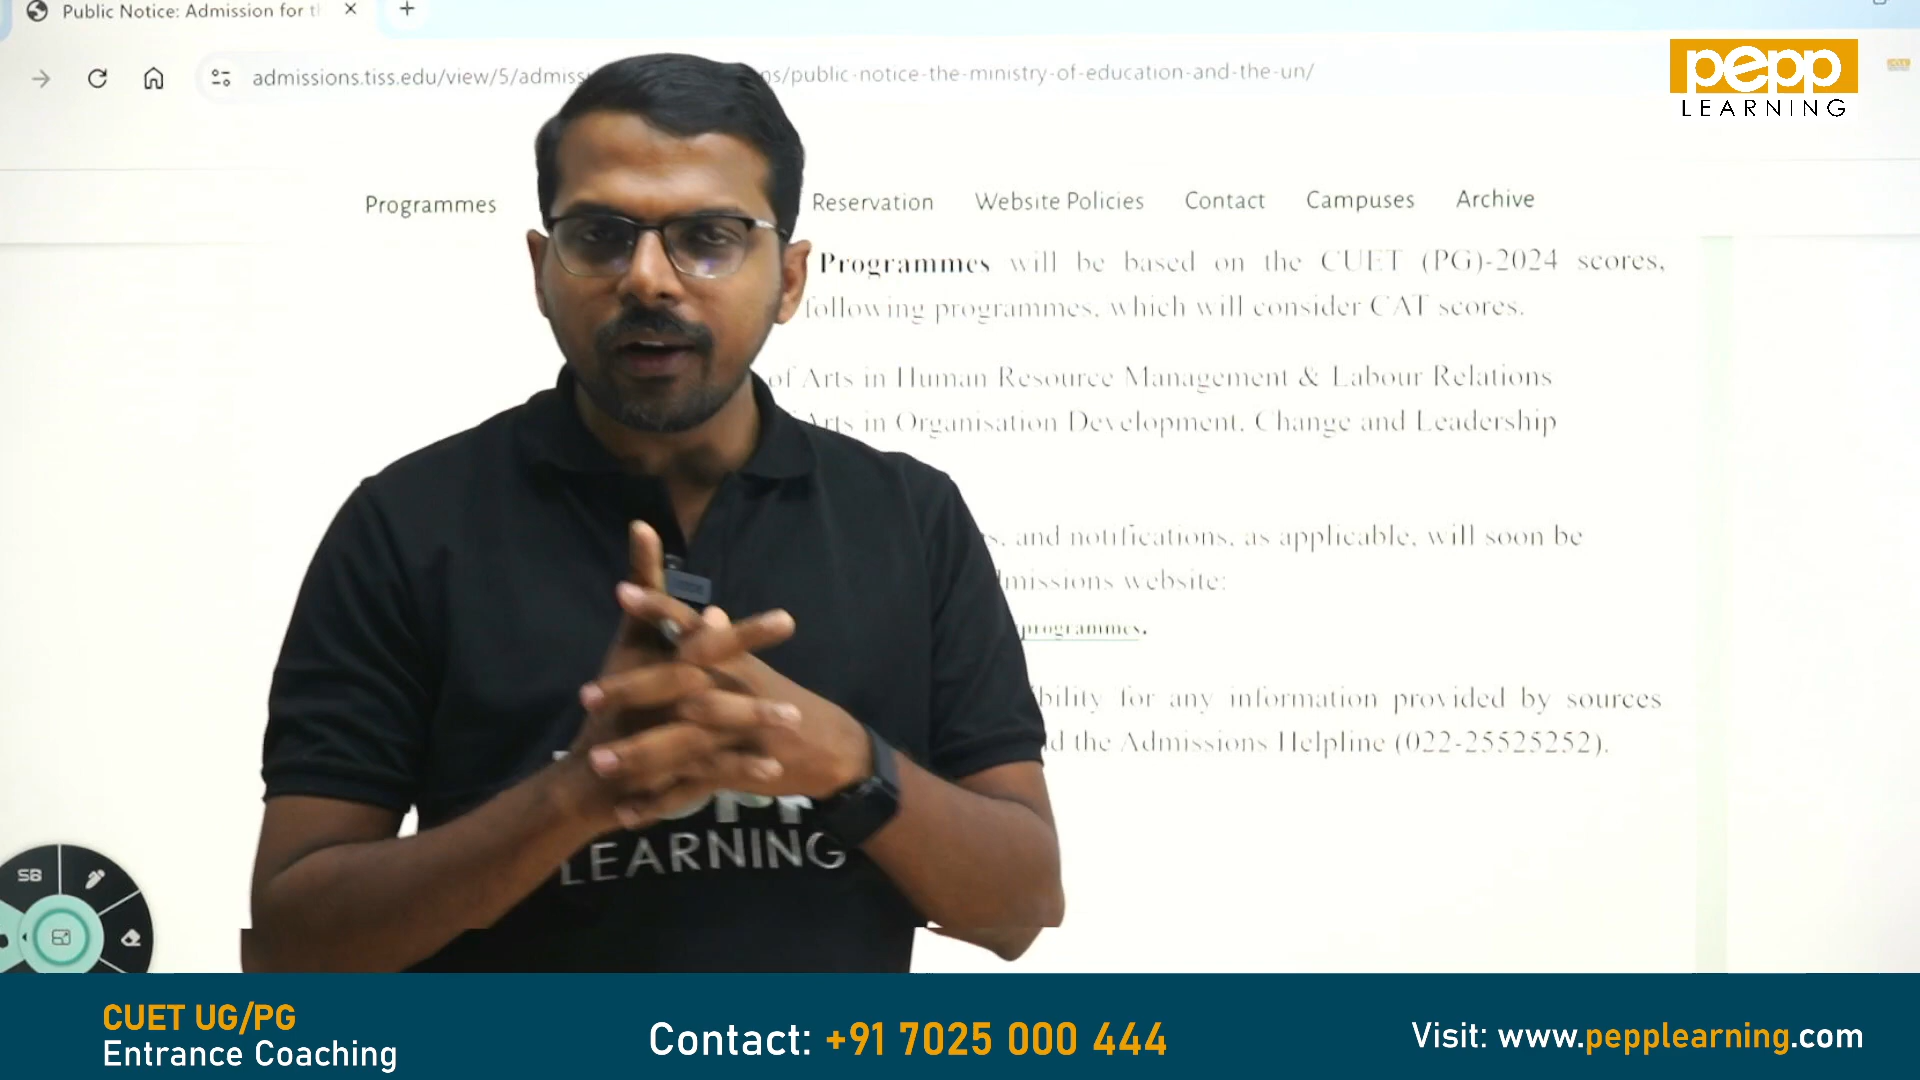 Public Notice: Admission for t
admissions.tiss.edu/view/5/admiss
ns/public-notice-the-ministry-of-education-and-the-un/
pepp
LEARNING
Programmes Reservation Website Policies Contact Campuses Archive
Programmes will be based on the CUET (PG)-2024 scores,
following programmes, which will consider CAT scores.
of Arts in Human Resource Management & Labour Relations
Arts in Organisation Development, Change and Leadership
s, and notifications, as applicable, will soon be
missions website:
programmes.
bility for any information provided by sources
d the Admissions Helpline (022-25525252).
LEARNING
SB
CUET UG/PG
Entrance Coaching
Contact: +91 7025 000 444
Visit: www.pepplearning.com